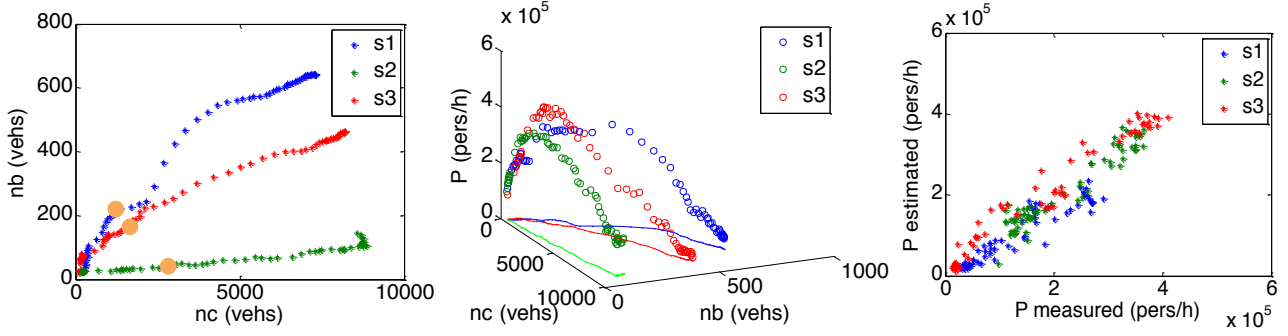 800
600
400
200
0
nb (vehs)
0
5000
10000
nc (vehs)
s1
s2
s3
x 10^5
6
4
2
0
P (pers/h)
0
5000
10000
nc (vehs)
0
500
1000
nb (vehs)
s1
s2
s3
x 10^5
6
4
2
0
P estimated (pers/h)
0
2
4
6
x 10^5
P measured (pers/h)
s1
s2
s3